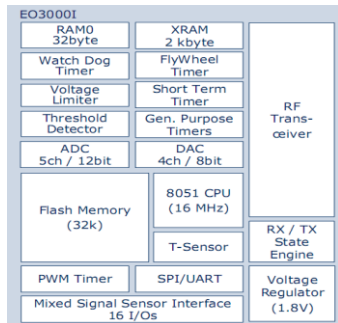 EO3000I
RAM0
32byte
XRAM
2 kbyte
Watch Dog
Timer
FlyWheel
Timer
Voltage
Limiter
Short Term
Timer
Threshold
Detector
Gen. Purpose
Timers
ADC
5ch / 12bit
DAC
4ch / 8bit
RF
Trans-
ceiver
Flash Memory
(32k)
8051 CPU
(16 MHz)
T-Sensor
RX / TX
State
Engine
PWM Timer
SPI/UART
Voltage
Regulator
(1.8V)
Mixed Signal Sensor Interface
16 I/Os